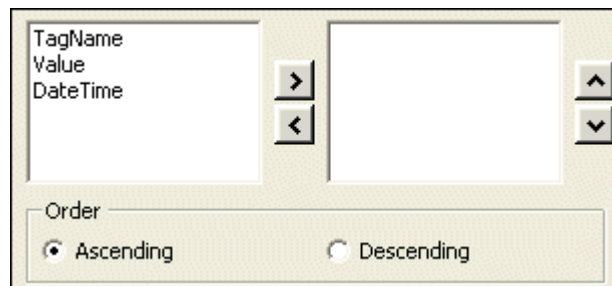 TagName
Value
DateTime
Order
Ascending
Descending